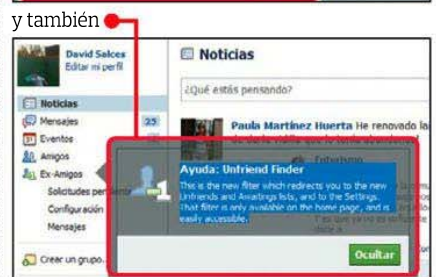 y también
David Salces
Editar mi perfil
Noticias
¿Qué estás pensando?
Noticias
Mensajes 25
Eventos
Amigos
Ex-Amigos
Solicitudes
Configuración
Mensajes
Crear un grupo...
Paula Martínez Huerta He renovado la
Ayuda: Unfriend Finder
This is the new filter which redirects you to the new
Unfriends and Awaitings lists, and to the Settings.
That filter is only available on the home page, and is
easily accessible.
Ocultar